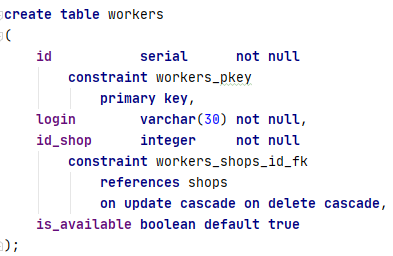 create table workers
(
    id           serial      not null
        constraint workers_pkey
            primary key,
    login        varchar(30) not null,
    id_shop      integer     not null
        constraint workers_shops_id_fk
            references shops
            on update cascade on delete cascade,
    is_available boolean default true
);